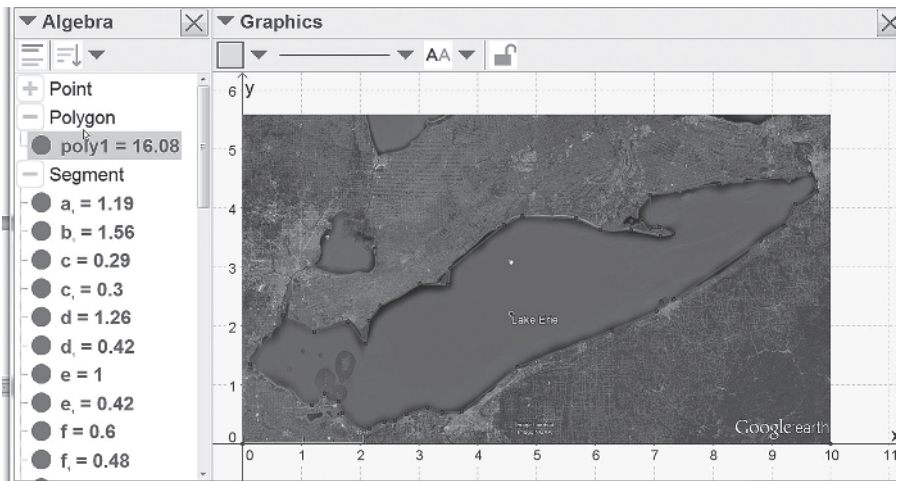 Algebra
Graphics
AA
Point
Polygon
poly1 = 16.08
Segment
a, = 1.19
b, = 1.56
c = 0.29
c, = 0.3
d = 1.26
d, = 0.42
e = 1
e, = 0.42
f = 0.6
f, = 0.48
y
6
5
4
3
2
1
0
Lake Erie
Google earth
0 1 2 3 4 5 6 7 8 9 10 11